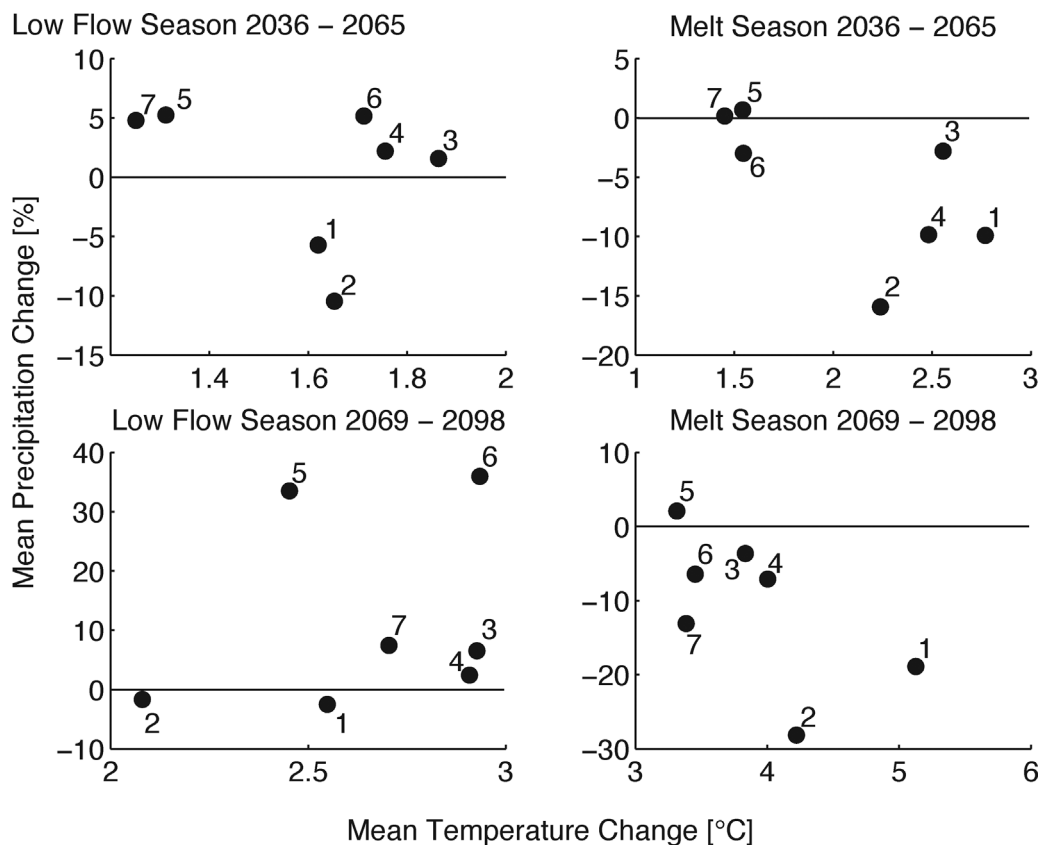 Low Flow Season 2036 – 2065
10
5
0
−5
−10
−15
1.4 1.6 1.8 2
7 5 6 4 3 1 2
Melt Season 2036 – 2065
5
0
−5
−10
−15
−20
1 1.5 2 2.5 3
7 5 6 3 4 1 2
Low Flow Season 2069 – 2098
40
30
20
10
0
−10
2 2.5 3
5 6 7 3 4 2 1
Melt Season 2069 – 2098
10
0
−10
−20
−30
3 4 5 6
5 6 3 4 7 1 2
Mean Precipitation Change [%]
Mean Temperature Change [°C]